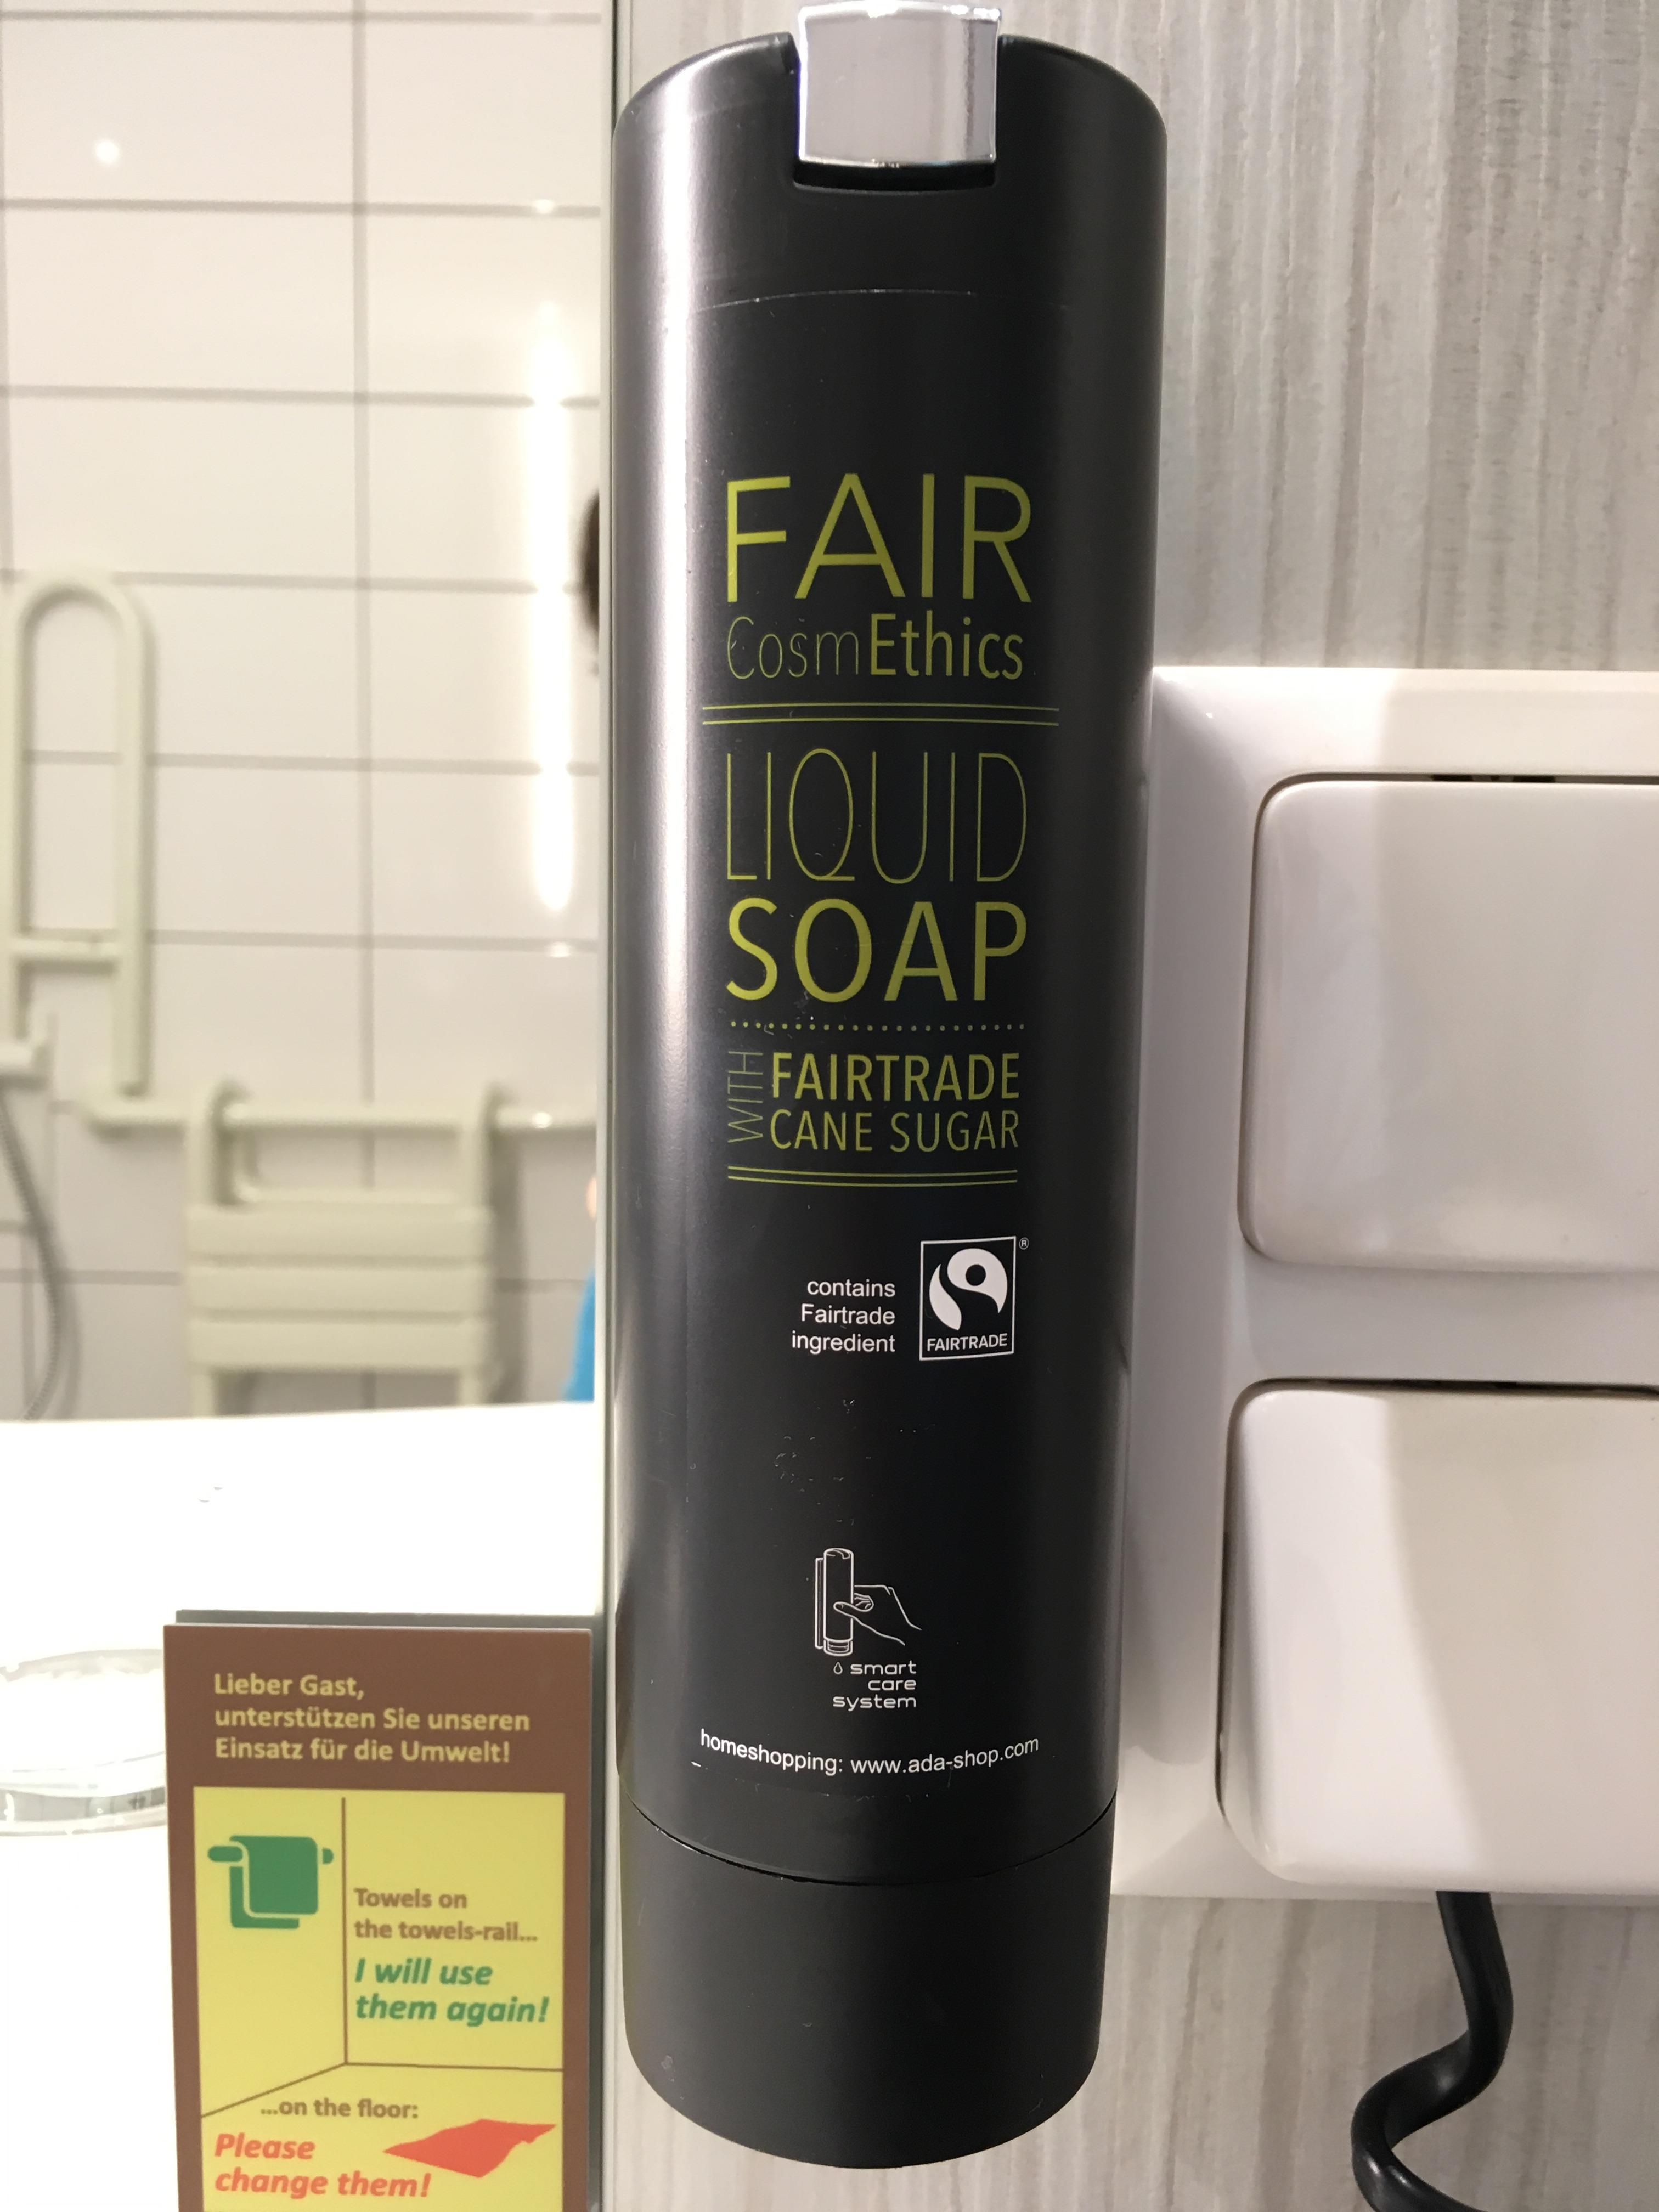 FAIR
CosmEthics
LIQUID
SOAP
WITH
FAIRTRADE
CANE SUGAR
contains
Fairtrade
ingredient
®
FAIRTRADE
smart
care
system
homeshopping: www.ada-shop.com
Lieber Gast,
unterstützen Sie unseren
Einsatz für die Umwelt!
Towels on
the towels-rail...
I will use
them again!
...on the floor:
Please
change them!